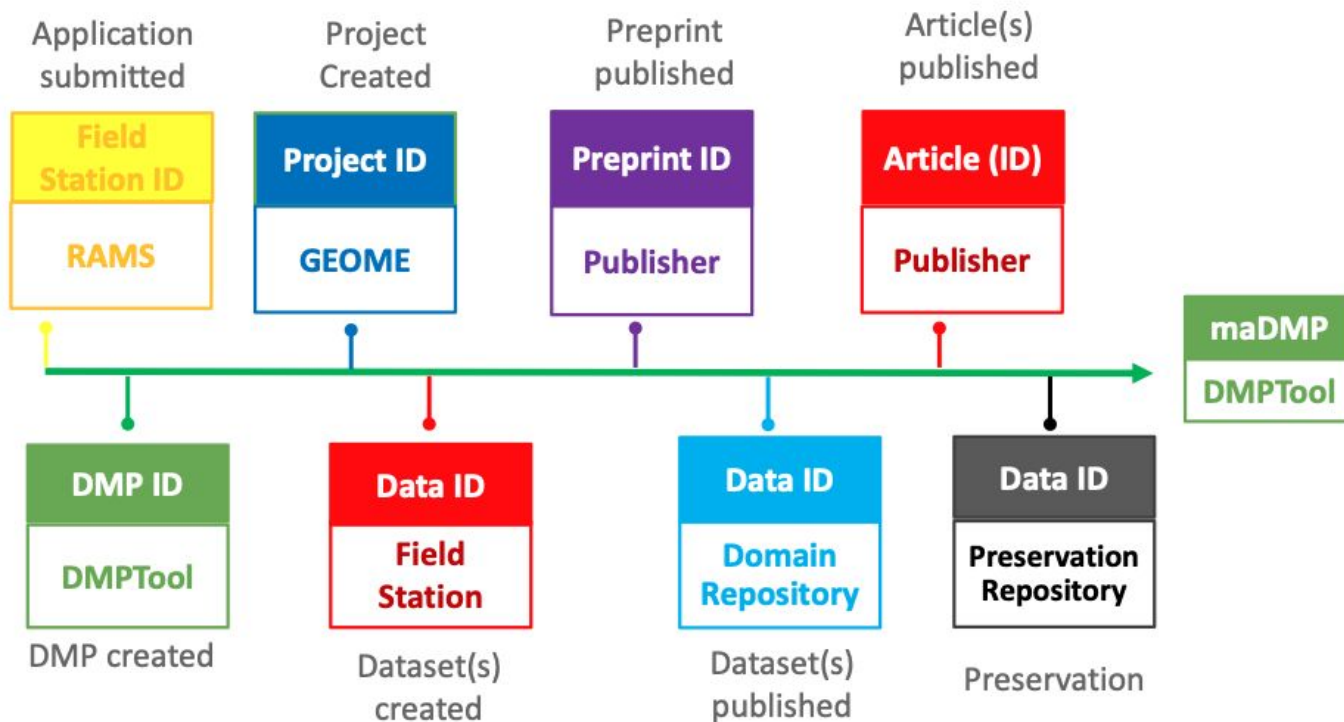 Application
submitted
Field
Station ID
RAMS
Project
Created
Project ID
GEOME
Preprint
published
Preprint ID
Publisher
Article(s)
published
Article (ID)
Publisher
maDMP
DMPTool
DMP ID
DMPTool
DMP created
Data ID
Field
Station
Dataset(s)
created
Data ID
Domain
Repository
Dataset(s)
published
Data ID
Preservation
Repository
Preservation